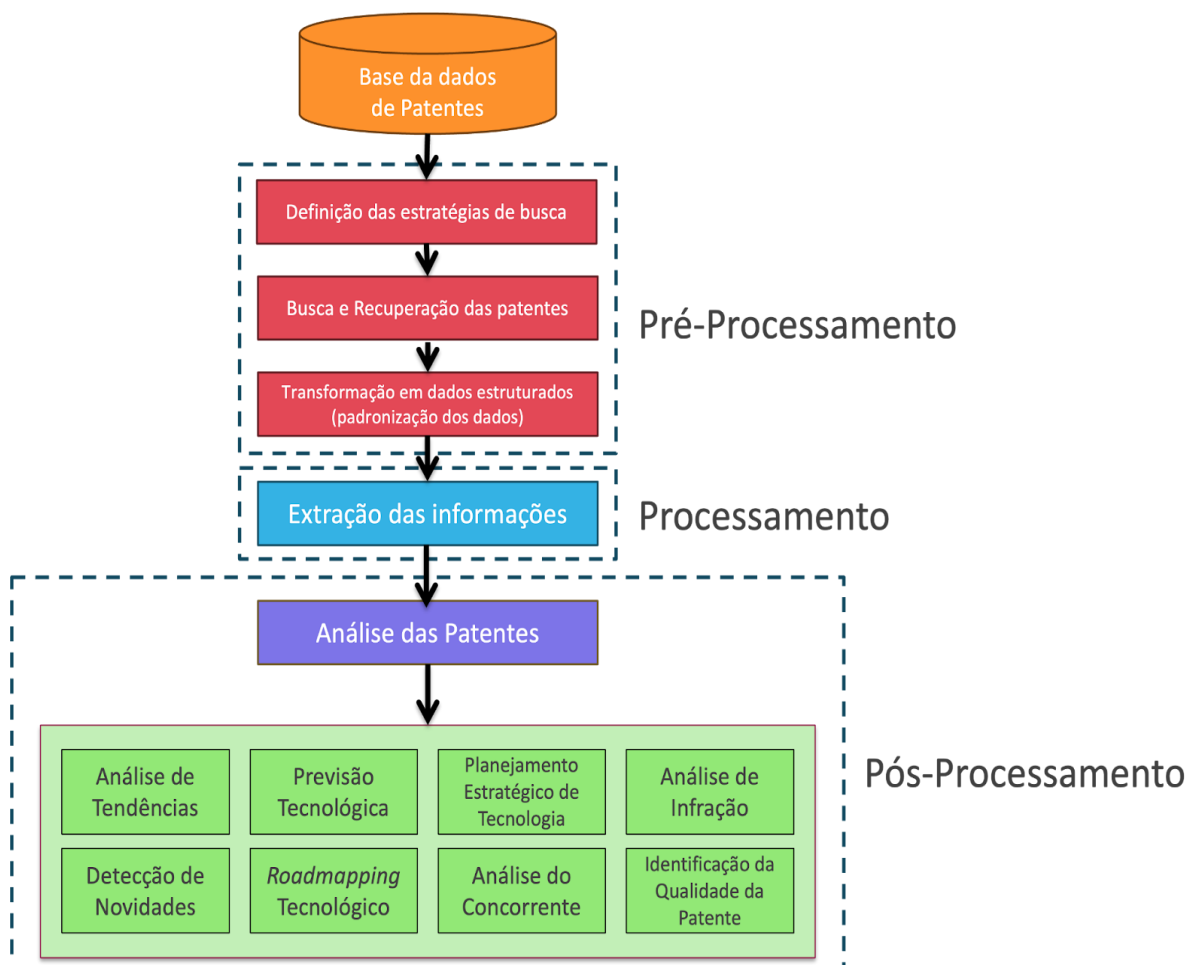 Base da dados
de Patentes
Definição das estratégias de busca
Busca e Recuperação das patentes
Pré-Processamento
Transformação em dados estruturados
(padronização dos dados)
Extração das informações
Processamento
Análise das Patentes
Análise de
Tendências
Previsão
Tecnológica
Planejamento
Estratégico de
Tecnologia
Análise de
Infração
Pós-Processamento
Detecção de
Novidades
Roadmapping
Tecnológico
Análise do
Concorrente
Identificação da
Qualidade da
Patente